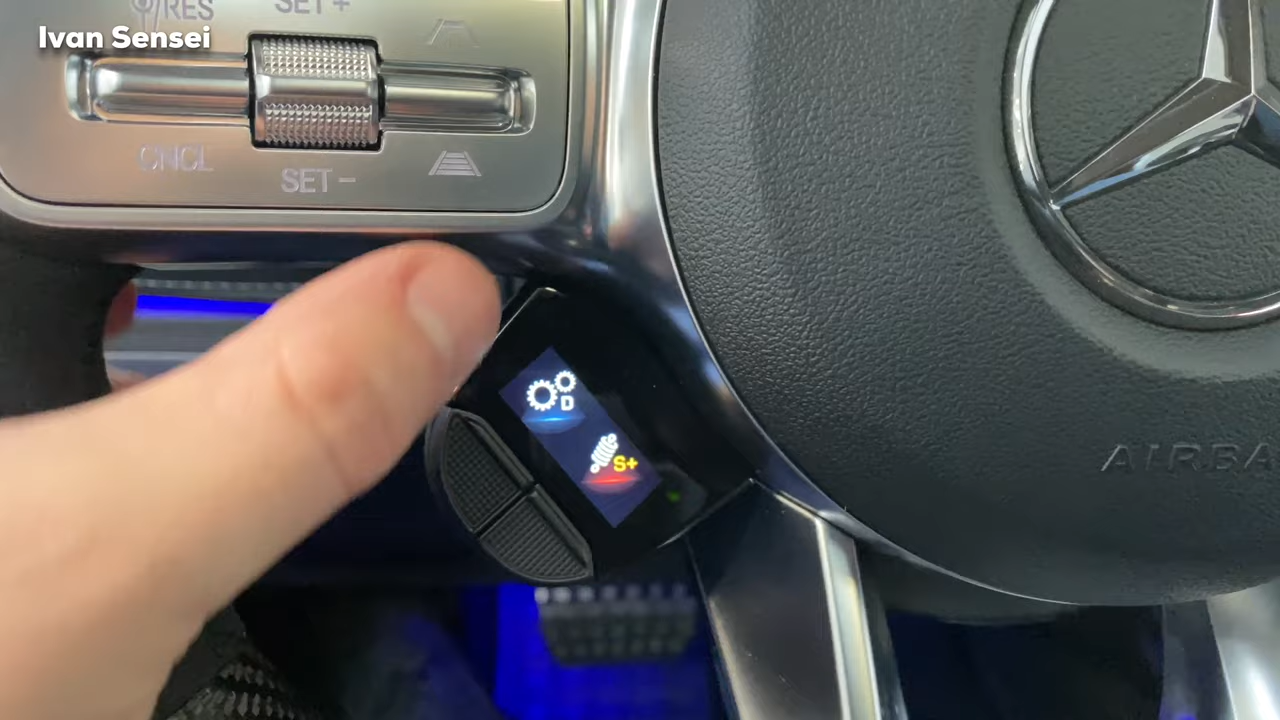 Ivan Sensei
/RES
SET+
CNCL
SET-
D
S+
AIRBA